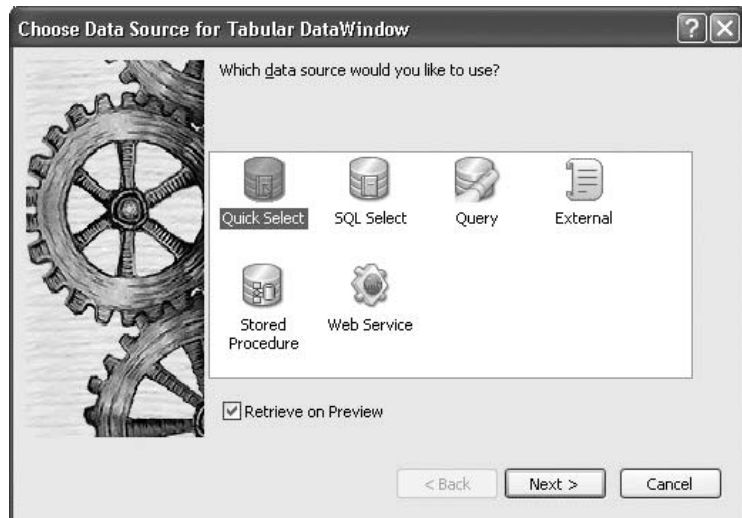 Choose Data Source for Tabular DataWindow
Which data source would you like to use?
Quick Select
SQL Select
Query
External
Stored
Procedure
Web Service
Retrieve on Preview
< Back
Next >
Cancel